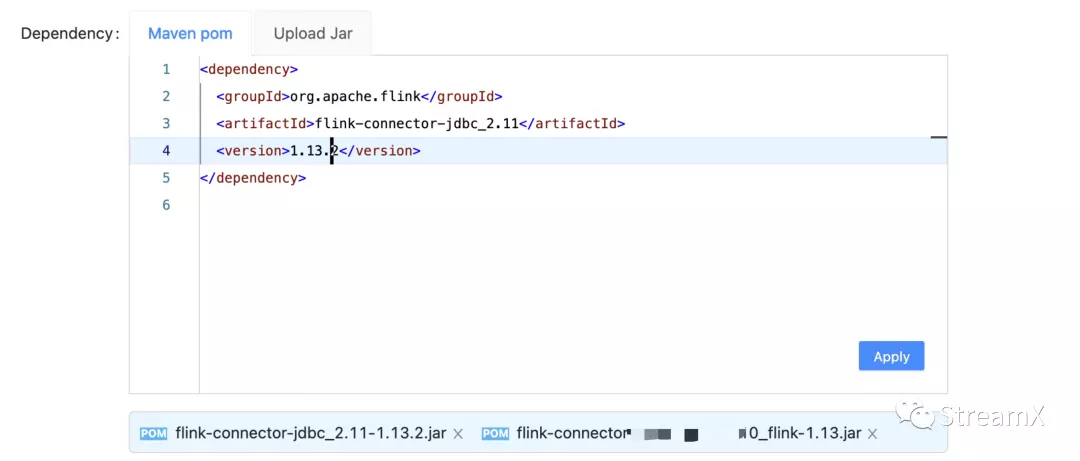 Dependency: Maven pom Upload Jar
1 <dependency>
2 <groupId>org.apache.flink</groupId>
3 <artifactId>flink-connector-jdbc_2.11</artifactId>
4 <version>1.13.2</version>
5 </dependency>
6
Apply
POM flink-connector-jdbc_2.11-1.13.2.jar X POM flink-connector 0_flink-1.13.jar X
StreamX